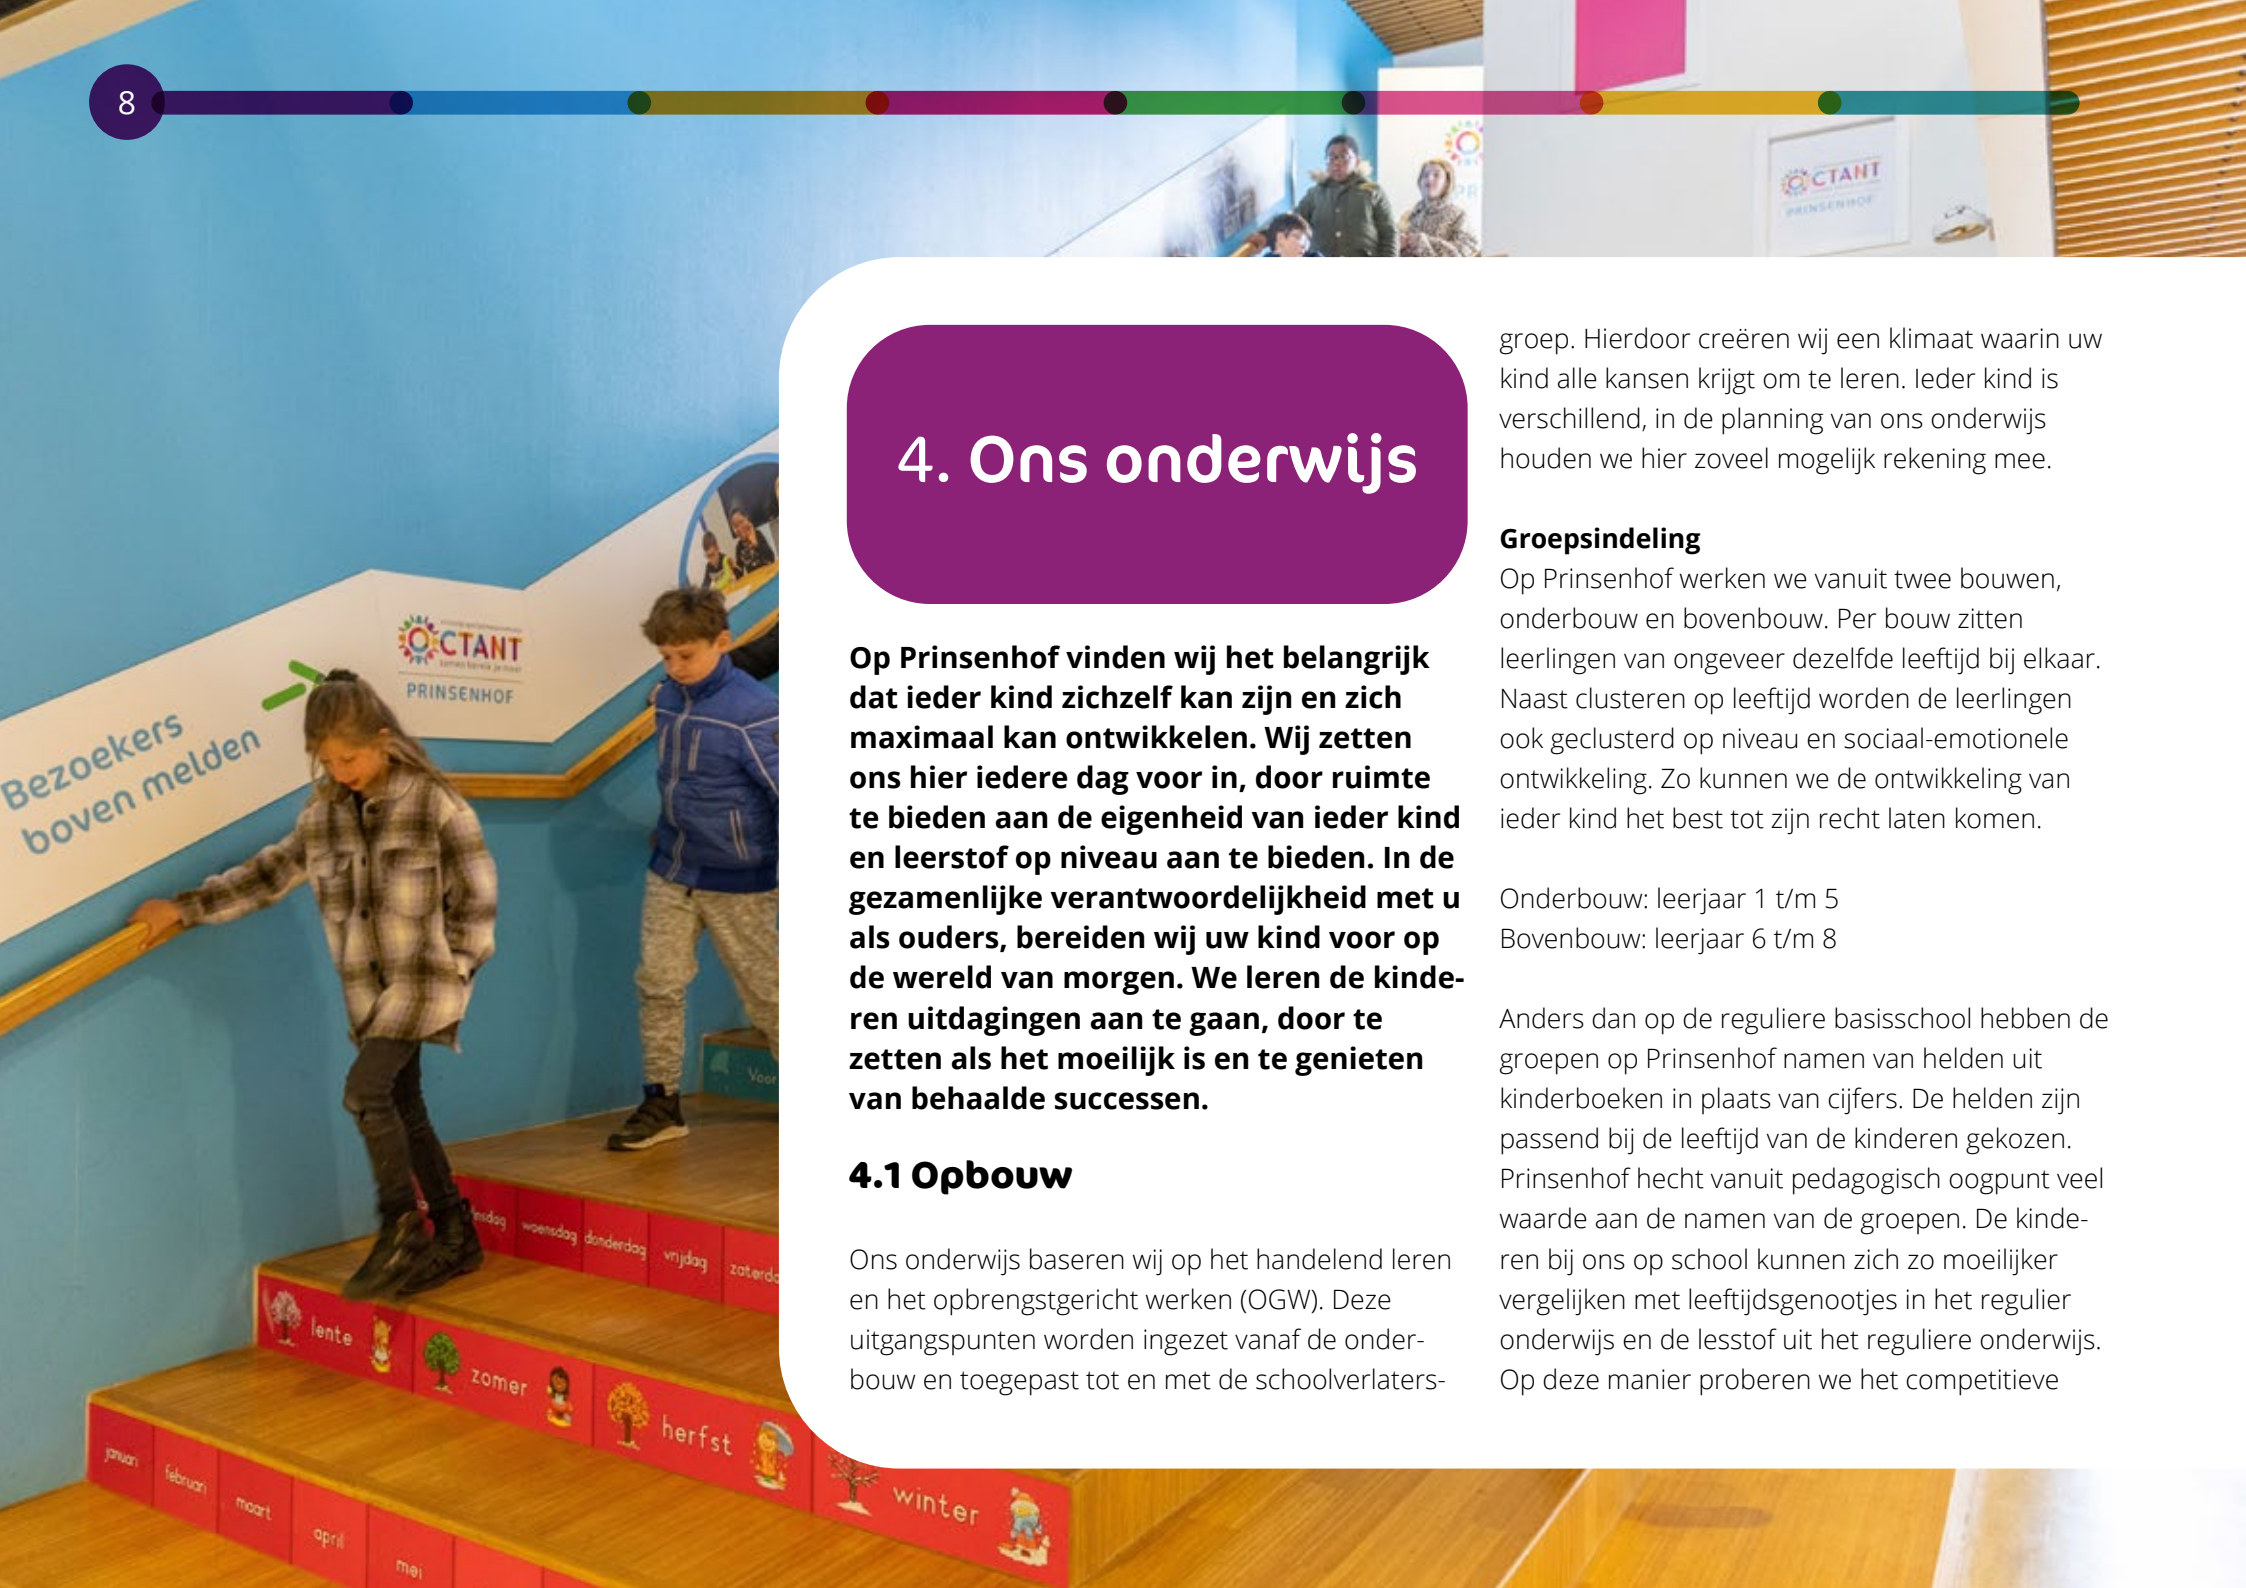 8
OCTANT
PRINSENHOF
4. Ons onderwijs
Op Prinsenhof vinden wij het belangrijk
dat ieder kind zichzelf kan zijn en zich
maximaal kan ontwikkelen. Wij zetten
ons hier iedere dag voor in, door ruimte
te bieden aan de eigenheid van ieder kind
en leerstof op niveau aan te bieden. In de
gezamenlijke verantwoordelijkheid met u
als ouders, bereiden wij uw kind voor op
de wereld van morgen. We leren de kinde-
ren uitdagingen aan te gaan, door te
zetten als het moeilijk is en te genieten
van behaalde successen.
4.1 Opbouw
Ons onderwijs baseren wij op het handelend leren
en het opbrengstgericht werken (OGW). Deze
uitgangspunten worden ingezet vanaf de onder-
bouw en toegepast tot en met de schoolverlaters-
groep. Hierdoor creëren wij een klimaat waarin uw
kind alle kansen krijgt om te leren. Ieder kind is
verschillend, in de planning van ons onderwijs
houden we hier zoveel mogelijk rekening mee.
Groepsindeling
Op Prinsenhof werken we vanuit twee bouwen,
onderbouw en bovenbouw. Per bouw zitten
leerlingen van ongeveer dezelfde leeftijd bij elkaar.
Naast clusteren op leeftijd worden de leerlingen
ook geclusterd op niveau en sociaal-emotionele
ontwikkeling. Zo kunnen we de ontwikkeling van
ieder kind het best tot zijn recht laten komen.
Onderbouw: leerjaar 1 t/m 5
Bovenbouw: leerjaar 6 t/m 8
Anders dan op de reguliere basisschool hebben de
groepen op Prinsenhof namen van helden uit
kinderboeken in plaats van cijfers. De helden zijn
passend bij de leeftijd van de kinderen gekozen.
Prinsenhof hecht vanuit pedagogisch oogpunt veel
waarde aan de namen van de groepen. De kinde-
ren bij ons op school kunnen zich zo moeilijker
vergelijken met leeftijdsgenootjes in het regulier
onderwijs en de lesstof uit het reguliere onderwijs.
Op deze manier proberen we het competitieve
OCTANT
samen bereik je meer
PRINSENHOF
Bezoekers
boven melden
Voor
woensdag donderdag vrijdag
lente zomer herfst winter
januari februari maart april mei